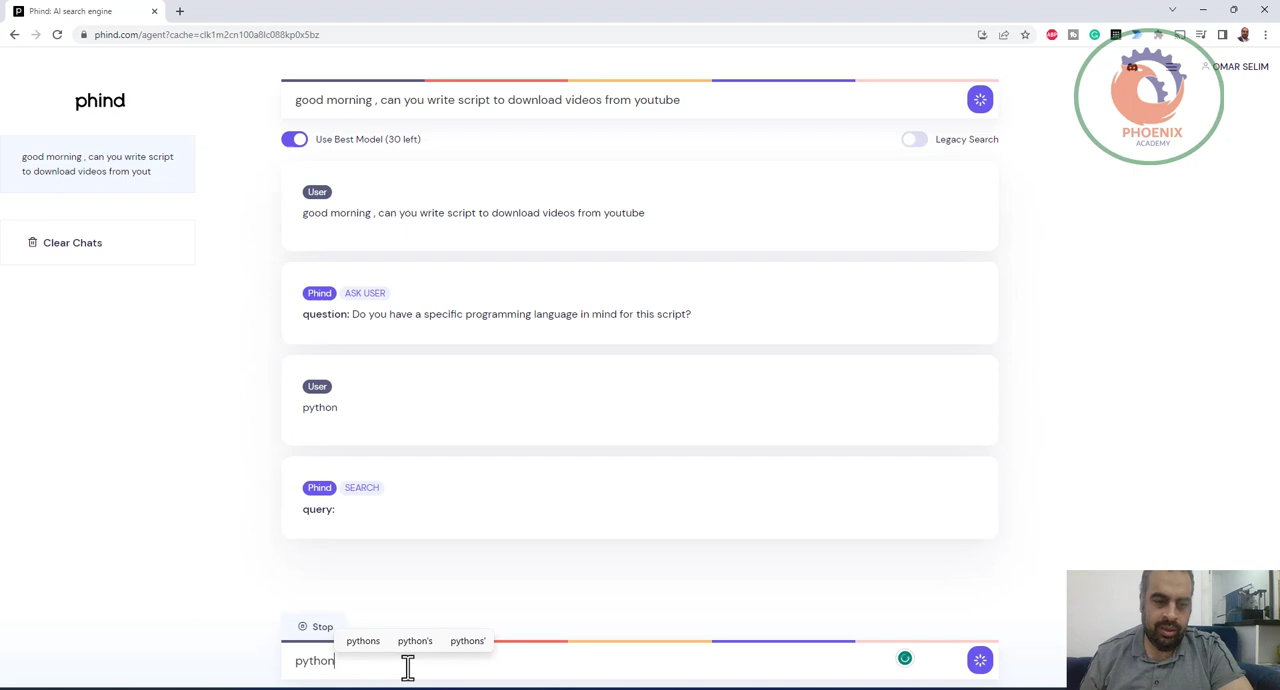 Phind: AI search engine
phind.com/agent?cache=clk1m2cn100a8lc088kp0x5bz
ABP
OMAR SELIM
PHOENIX
ACADEMY
phind
good morning , can you write script to download videos from youtube
Use Best Model (30 left)
Legacy Search
good morning , can you write script
to download videos from yout
Clear Chats
User
good morning , can you write script to download videos from youtube
Phind ASK USER
question: Do you have a specific programming language in mind for this script?
User
python
Phind SEARCH
query:
Stop
pythons python's pythons'
python